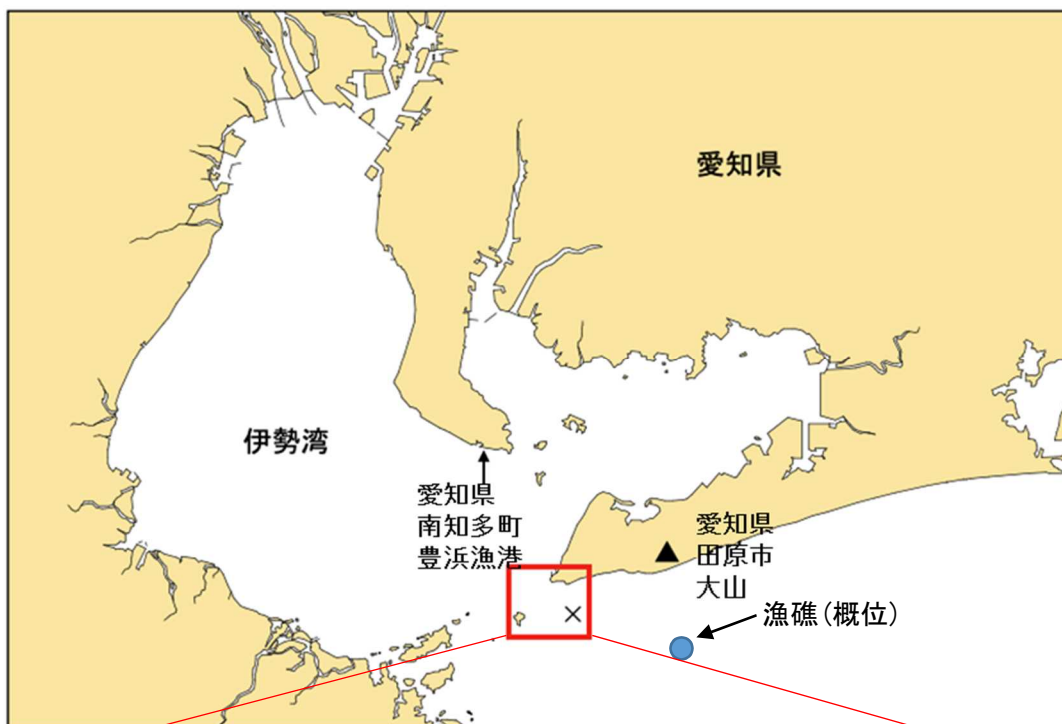 愛知県
伊勢湾
愛知県
南知多町
豊浜漁港
愛知県
田原市
大山
漁礁（概位）